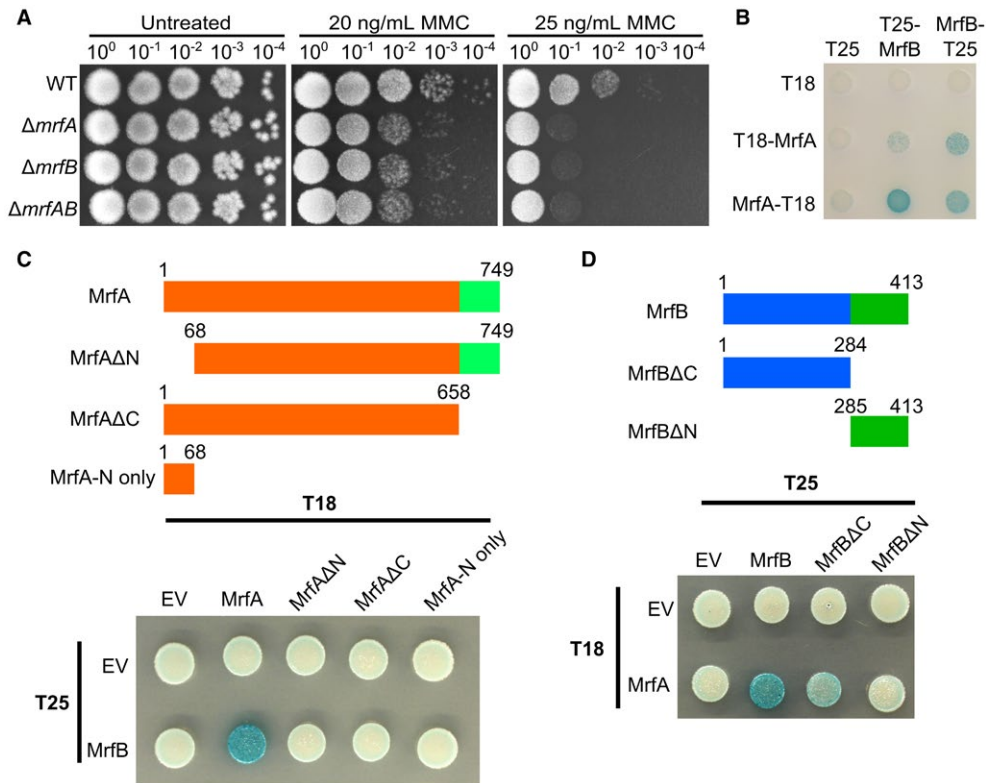 A
Untreated
20 ng/mL MMC
25 ng/mL MMC
10⁰ 10⁻¹ 10⁻² 10⁻³ 10⁻⁴
10⁰ 10⁻¹ 10⁻² 10⁻³ 10⁻⁴
10⁰ 10⁻¹ 10⁻² 10⁻³ 10⁻⁴
WT
ΔmrfA
ΔmrfB
ΔmrfAB
B
T25
T25-
MrfB
MrfB-
T25
T18
T18-MrfA
MrfA-T18
C
1 749
MrfA
68 749
MrfAΔN
1 658
MrfAΔC
1 68
MrfA-N only
T18
EV MrfA MrfAΔN MrfAΔC MrfA-N only
EV
T25
MrfB
D
1 413
MrfB
1 284
MrfBΔC
285 413
MrfBΔN
T25
EV MrfB MrfBΔC MrfBΔN
EV
T18
MrfA